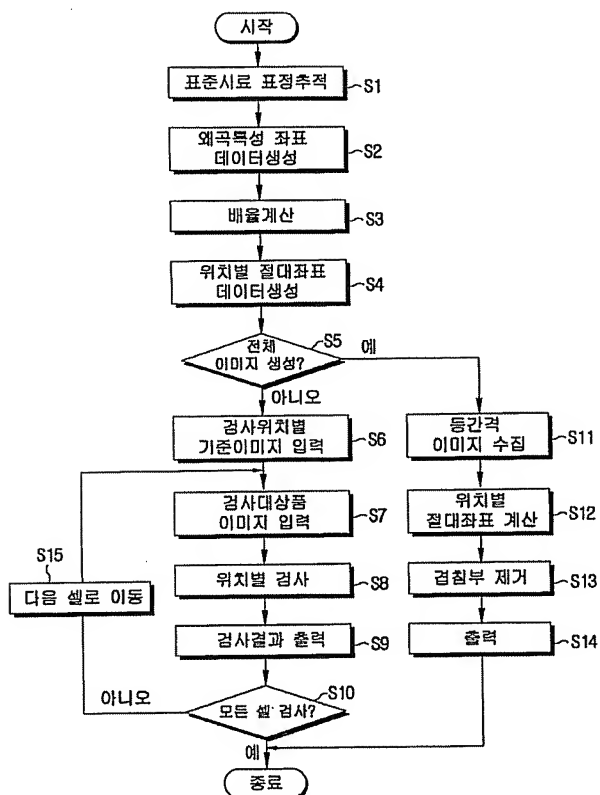 시작
표준시료 표정추적
S1
왜곡특성 좌표
데이터생성
S2
배율계산
S3
위치별 절대좌표
데이터생성
S4
전체
이미지 생성?
S5
예
아니오
검사위치별
기준이미지 입력
S6
등간격
이미지 수집
S11
검사대상품
이미지 입력
S7
위치별
절대좌표 계산
S12
S15
다음 셀로 이동
위치별 검사
S8
겹침부 제거
S13
검사결과 출력
S9
출력
S14
모든 셀 검사?
S10
아니오
예
종료